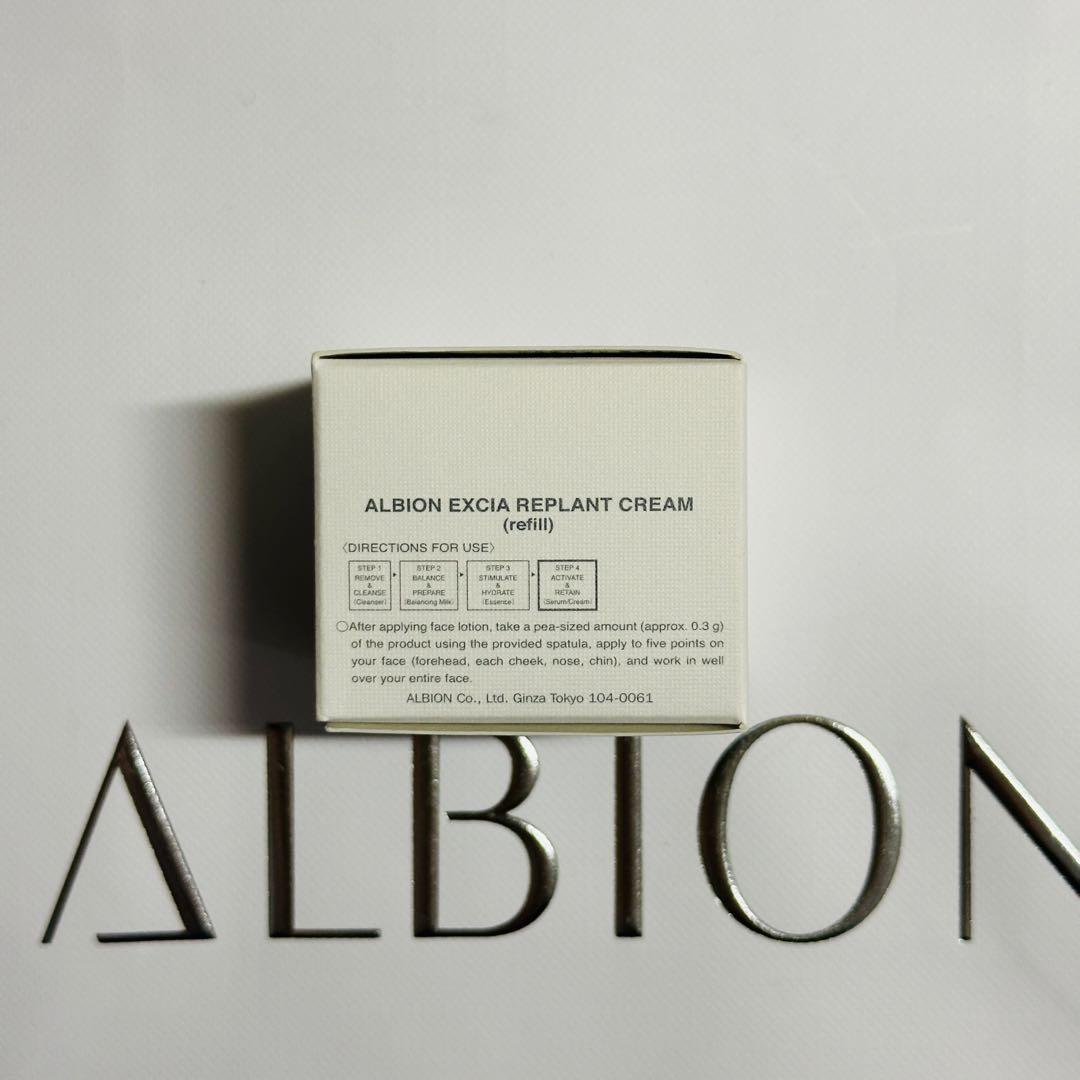 ALBION EXCIA REPLANT CREAM
(refill)
〈DIRECTIONS FOR USE〉
STEP 1
REMOVE
&
CLEANSE
(Cleanser)
STEP 2
BALANCE
&
PREPARE
(Balancing Milk)
STEP 3
STIMULATE
&
HYDRATE
(Essence)
STEP 4
ACTIVATE
&
RETAIN
(Serum/Cream)
○After applying face lotion, take a pea-sized amount (approx. 0.3 g)
of the product using the provided spatula, apply to five points on
your face (forehead, each cheek, nose, chin), and work in well
over your entire face.
ALBION Co., Ltd. Ginza Tokyo 104-0061
ALBION